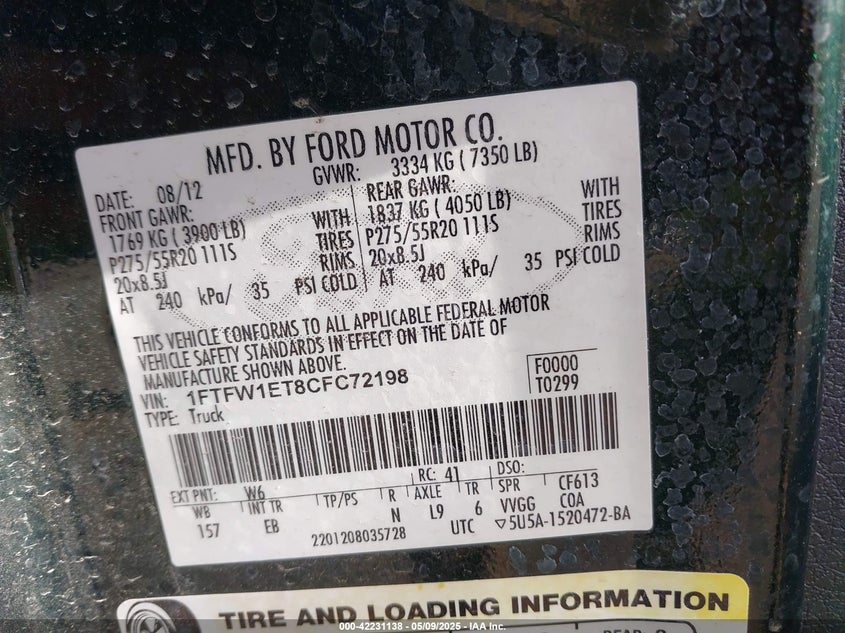 MFD. BY FORD MOTOR CO.
DATE: 08/12
GVWR: 3334 KG ( 7350 LB)
FRONT GAWR:
1769 KG ( 3900 LB) WITH
P275/55R20 111S TIRES
20x8.5J RIMS
AT 240 kPa/ 35 PSI COLD
REAR GAWR:
1837 KG ( 4050 LB) WITH
P275/55R20 111S TIRES
20x8.5J RIMS
AT 240 kPa/ 35 PSI COLD
THIS VEHICLE CONFORMS TO ALL APPLICABLE FEDERAL MOTOR
VEHICLE SAFETY STANDARDS IN EFFECT ON THE DATE OF
MANUFACTURE SHOWN ABOVE.
VIN: 1FTFW1ET8CFC72198
TYPE: Truck
F0000
T0299
EXT PNT: W6 RC: 41 DSO:
WB INT TR TP/PS R AXLE TR SPR CF613
157 EB N L9 6 VVGG COA
2201208035728 UTC ▽5U5A-1520472-BA
TIRE AND LOADING INFORMATION
000-42231138 - 05/09/2025 - IAA Inc.